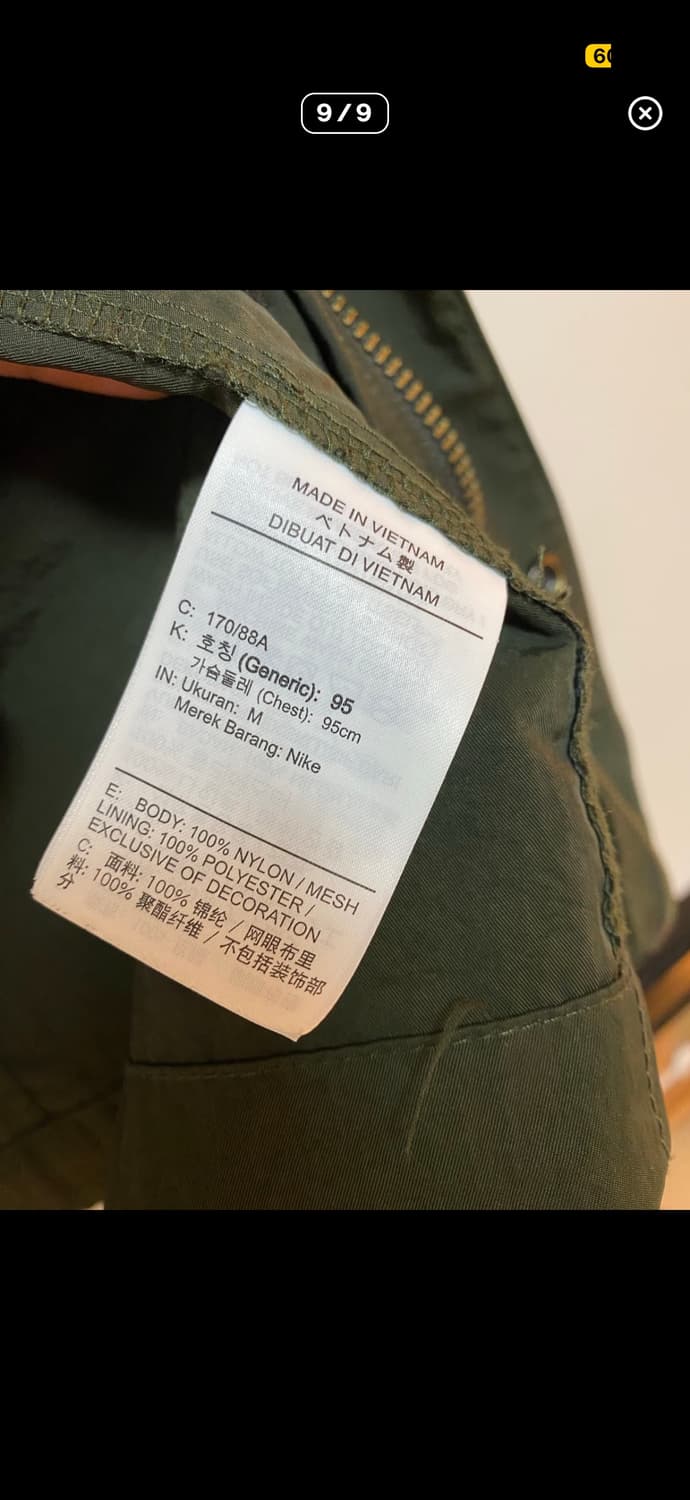 60
9/9
MADE IN VIETNAM
ベトナム製
DIBUAT DI VIETNAM
C: 170/88A
K: 호칭 (Generic): 95
가슴둘레 (Chest): 95cm
IN: Ukuran: M
Merek Barang: Nike
E: BODY: 100% NYLON / MESH
LINING: 100% POLYESTER /
EXCLUSIVE OF DECORATION
C: 面料: 100% 锦纶 / 网眼布里
料: 100% 聚酯纤维 / 不包括装饰部
分